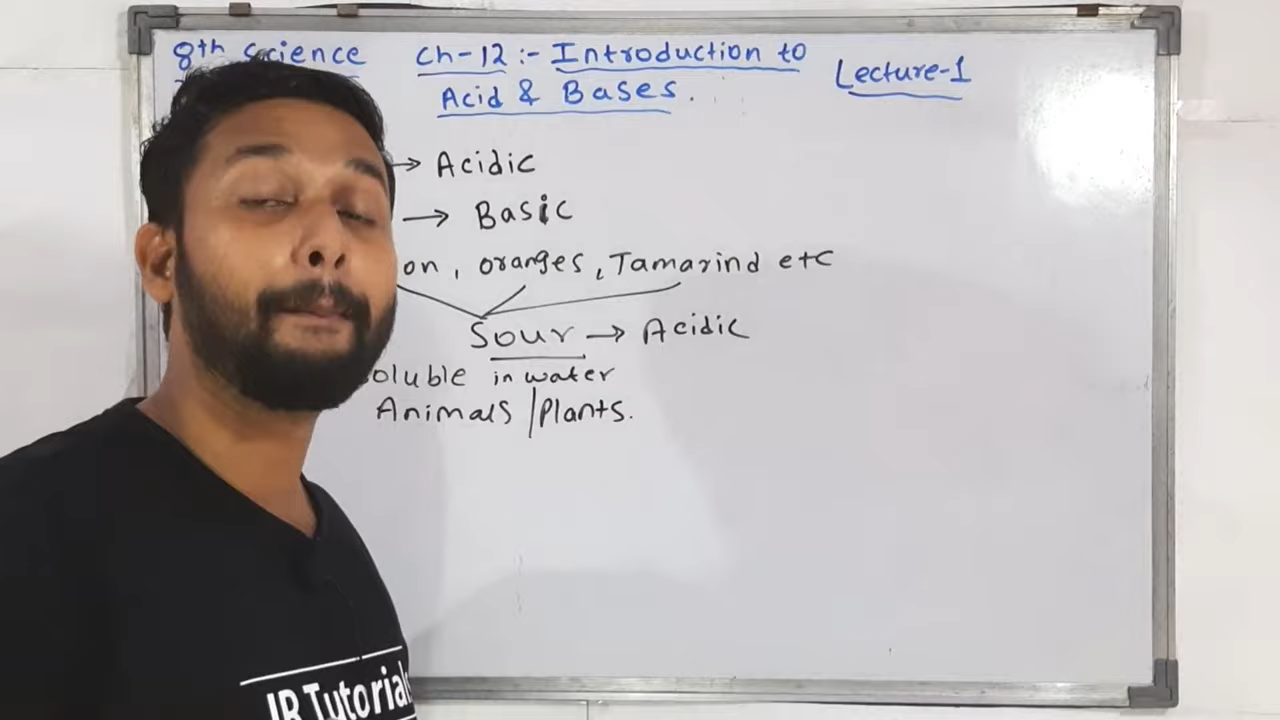 8th Science Ch-12 :- Introduction to Lecture-1
Acid & Bases.
→ Acidic
→ Basic
on, oranges, Tamarind etc
Sour → Acidic
oluble in water
Animals / Plants.
JR Tutorials